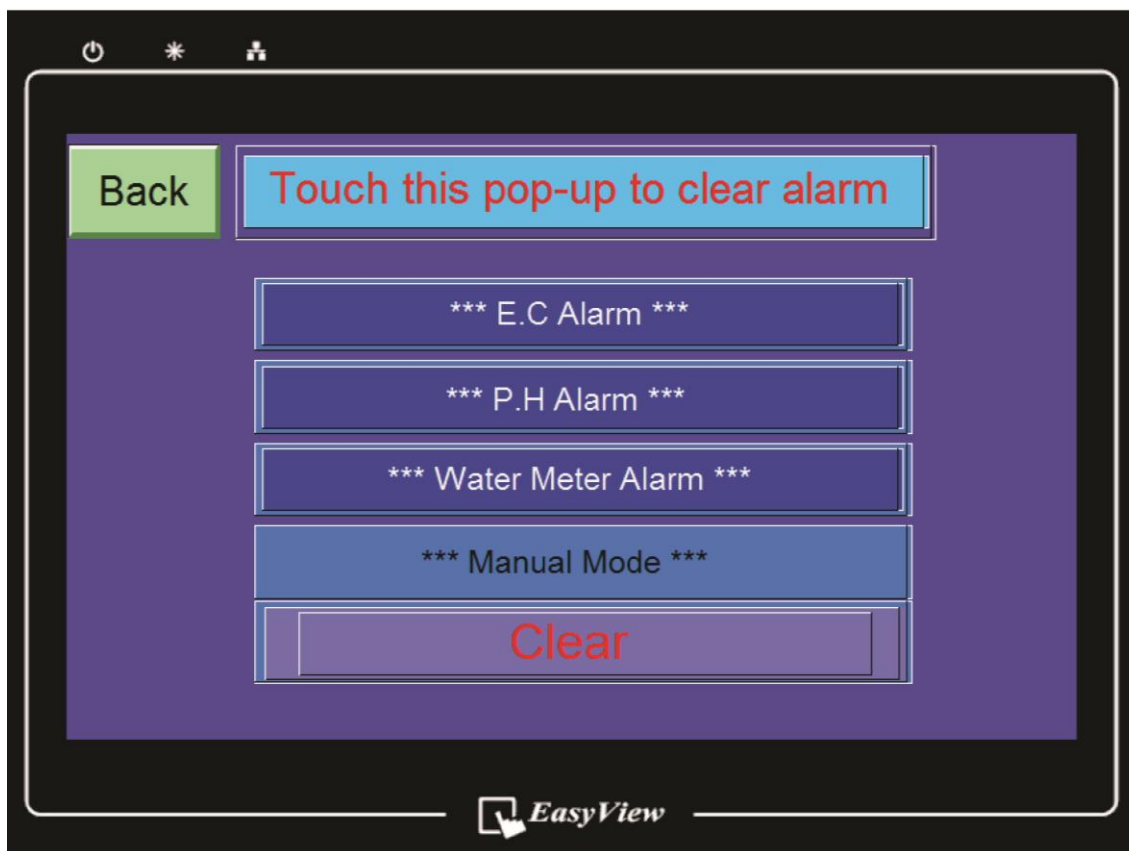 Back
Touch this pop-up to clear alarm
*** E.C Alarm ***
*** P.H Alarm ***
*** Water Meter Alarm ***
*** Manual Mode ***
Clear
EasyView